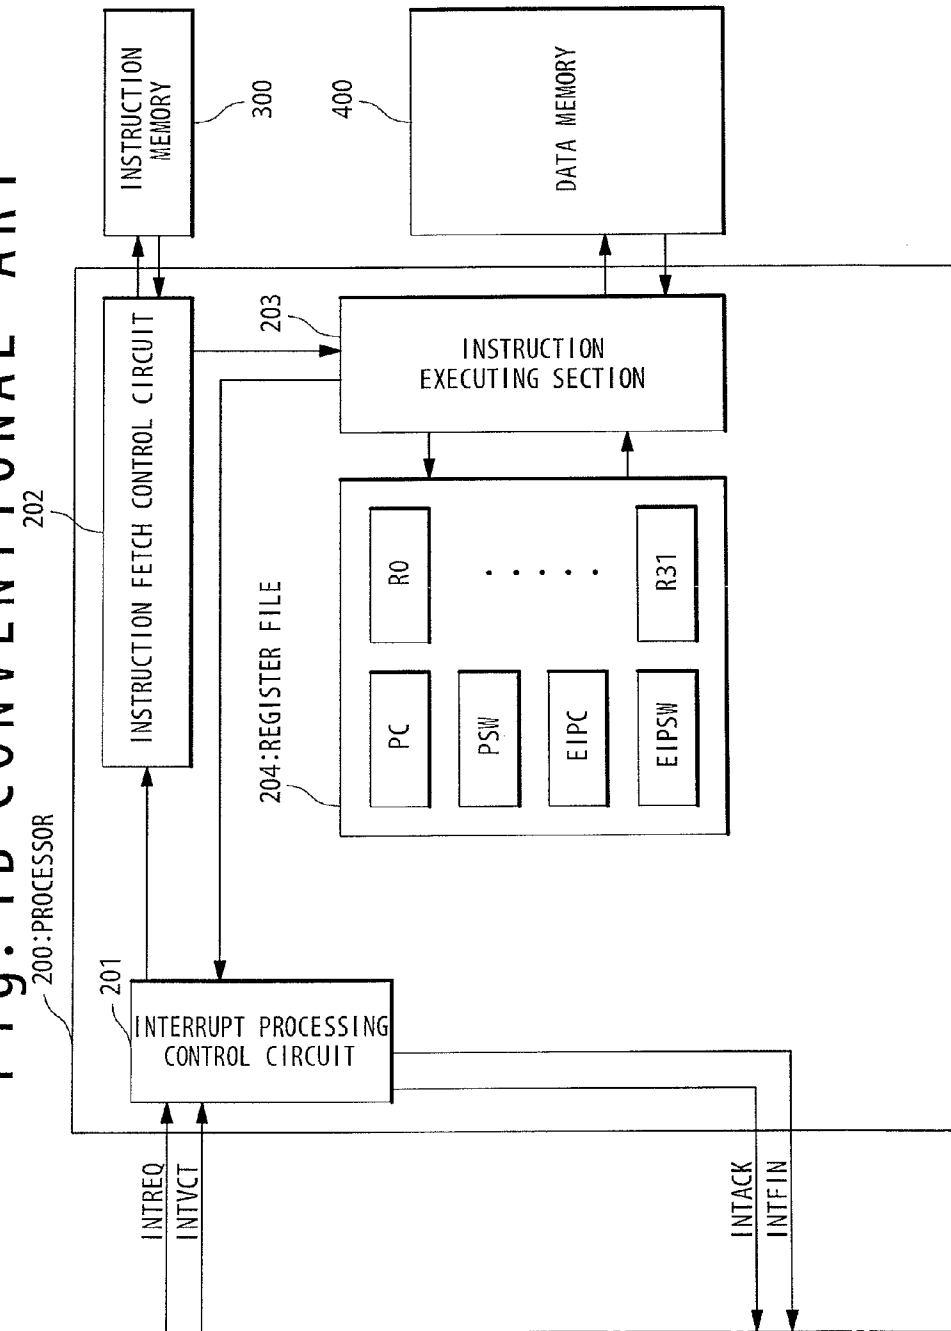 Fig. 1B CONVENTIONAL ART
200:PROCESSOR
202
201
INTERRUPT PROCESSING
CONTROL CIRCUIT
INSTRUCTION FETCH CONTROL CIRCUIT
INSTRUCTION
MEMORY
300
INTREQ
INTVCT
204:REGISTER FILE
203
400
PC
R0
PSW
EIPC
EIPSW
R31
INSTRUCTION
EXECUTING SECTION
DATA MEMORY
INTACK
INTFIN